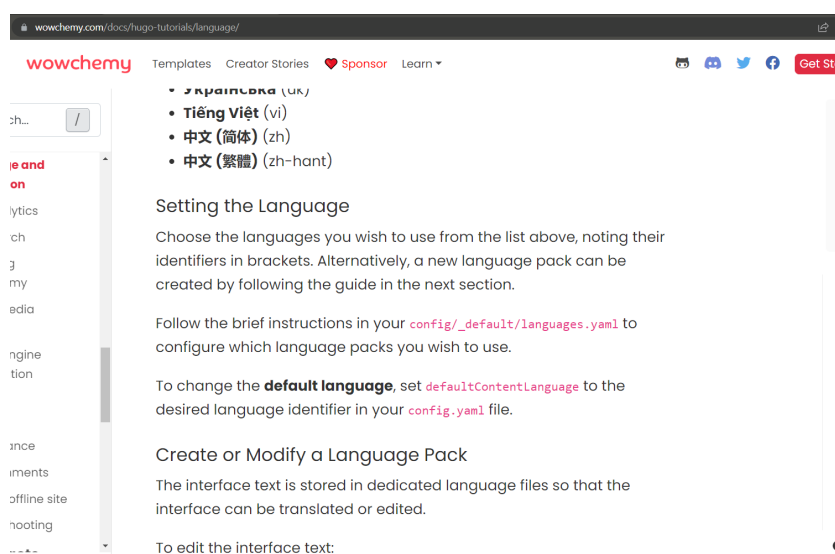 wowchemy.com/docs/hugo-tutorials/language/
wowchemy Templates Creator Stories Sponsor Learn Get St
ch... /
ge and
on
lytics
rch
g
my
edia
ngine
tion
ance
mments
offline site
hooting
Українська (uk)
Tiếng Việt (vi)
中文 (简体) (zh)
中文 (繁體) (zh-hant)
Setting the Language
Choose the languages you wish to use from the list above, noting their
identifiers in brackets. Alternatively, a new language pack can be
created by following the guide in the next section.
Follow the brief instructions in your config/_default/languages.yaml to
configure which language packs you wish to use.
To change the default language, set defaultContentLanguage to the
desired language identifier in your config.yaml file.
Create or Modify a Language Pack
The interface text is stored in dedicated language files so that the
interface can be translated or edited.
To edit the interface text: